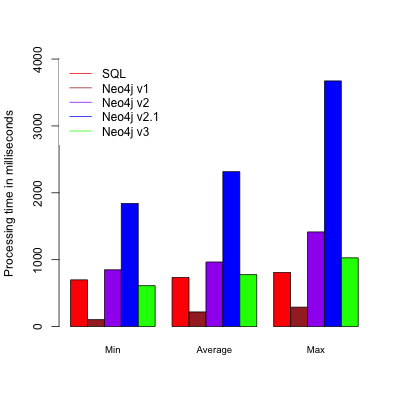 4000
3000
2000
1000
0
Processing time in milliseconds
SQL
Neo4j v1
Neo4j v2
Neo4j v2.1
Neo4j v3
Min
Average
Max